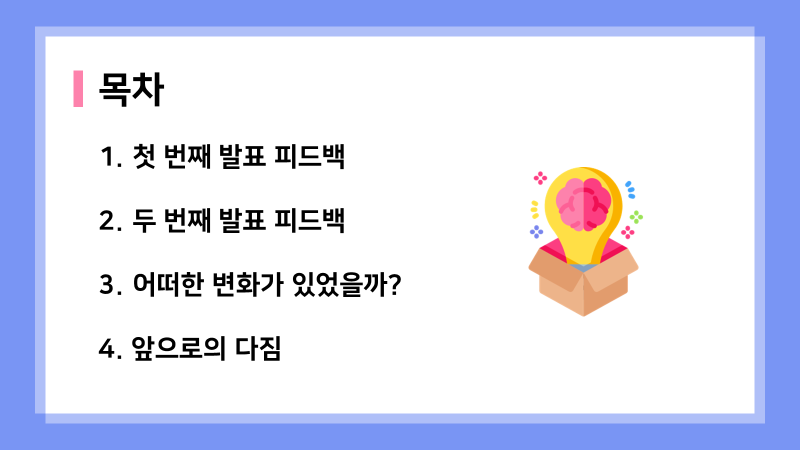 목차
1. 첫 번째 발표 피드백
2. 두 번째 발표 피드백
3. 어떠한 변화가 있었을까?
4. 앞으로의 다짐